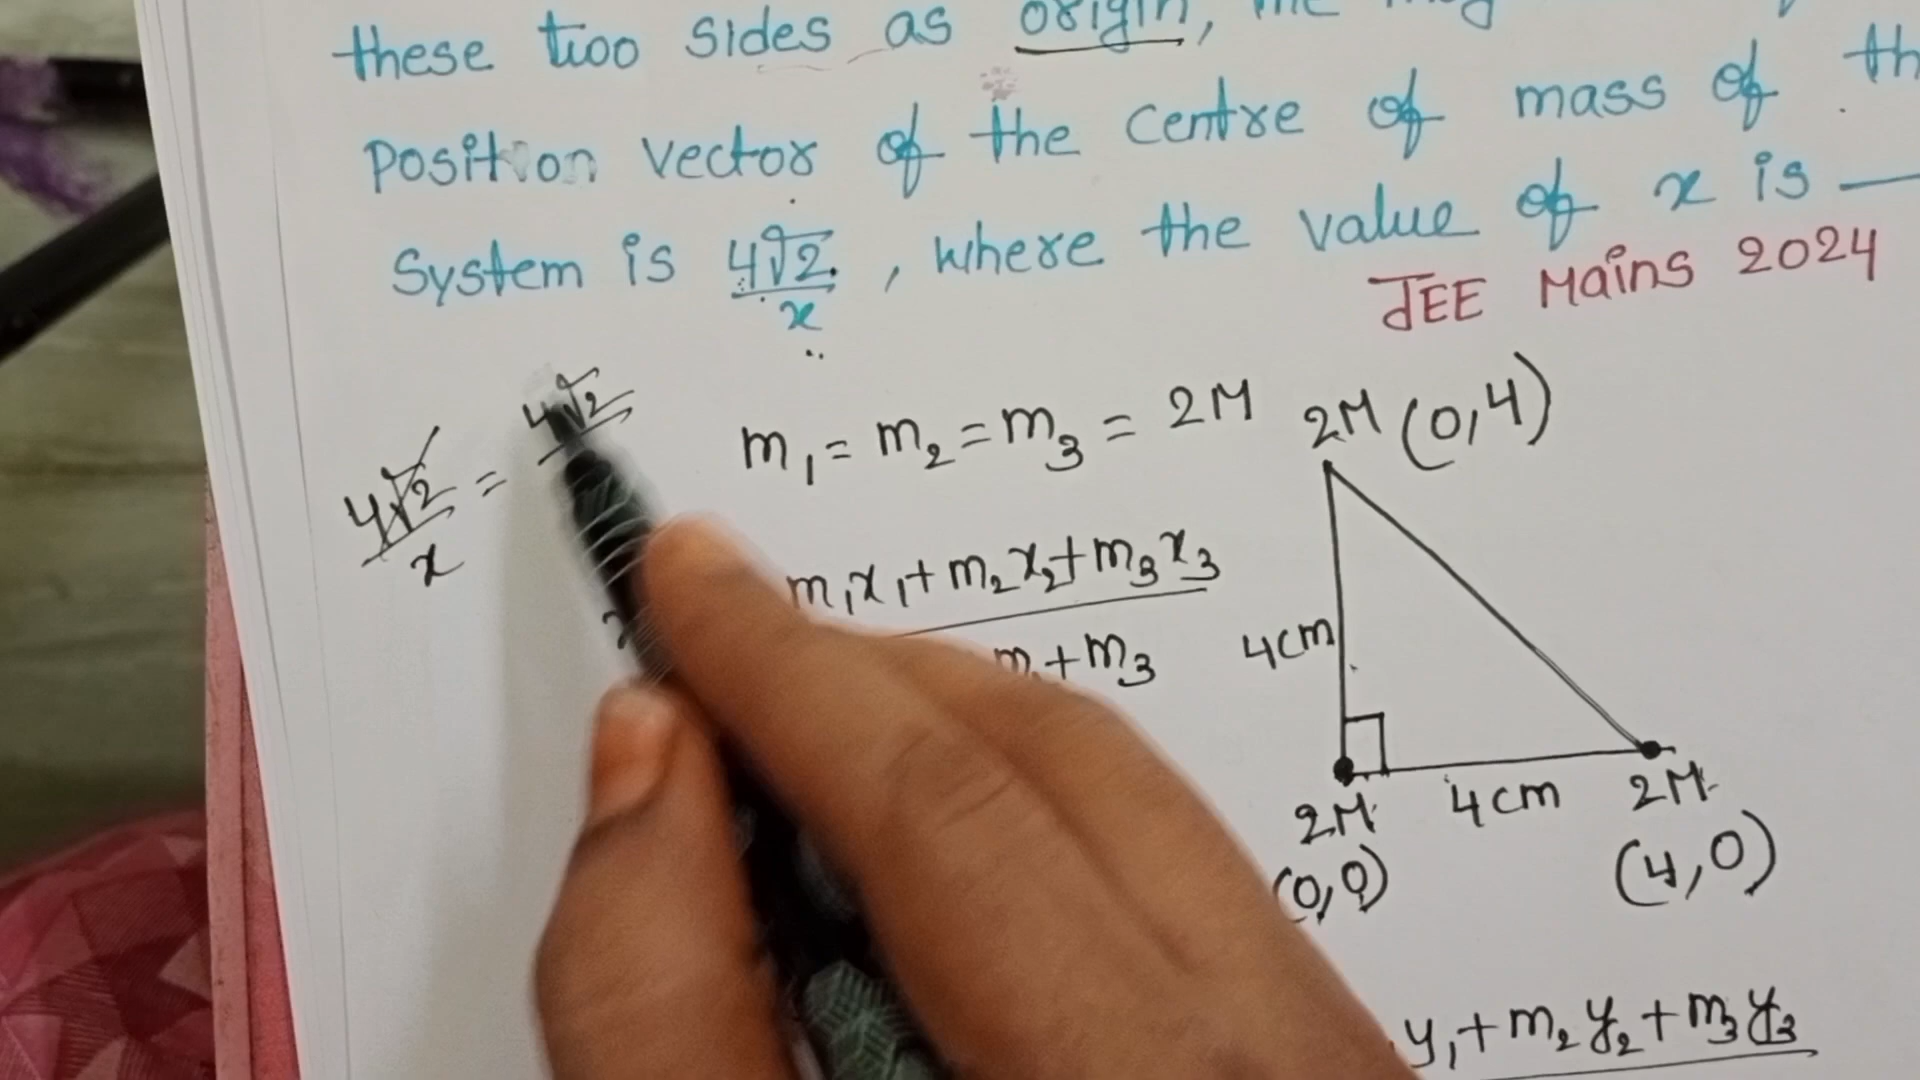 these two sides as origin,
position vector of the centre of mass of th
System is 4√2/x, where the value of x is —
JEE Mains 2024
4√2/x = 4√2
m₁ = m₂ = m₃ = 2M
2M (0,4)
m₁x₁+m₂x₂+m₃x₃
+m₃
4cm
2M 4cm 2M
(0,0) (4,0)
y₁+m₂y₂+m₃y₃